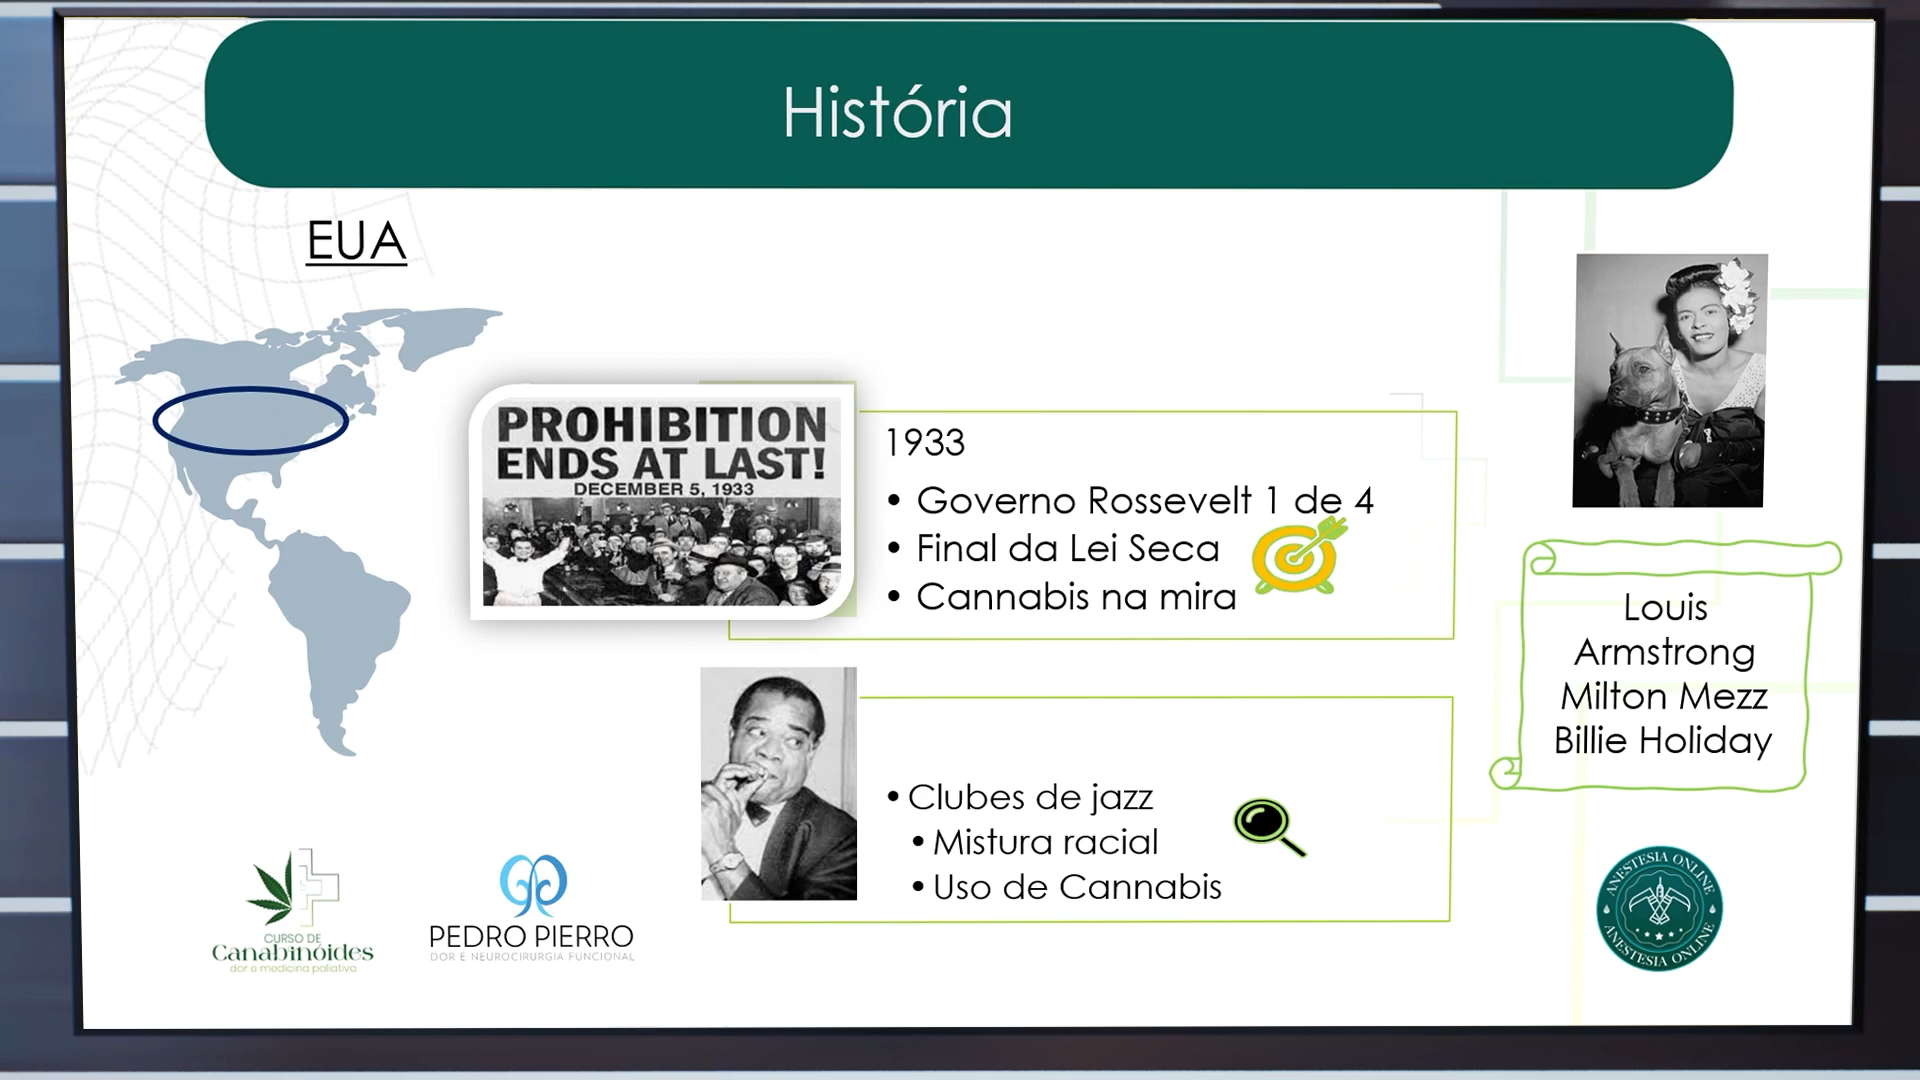 História
EUA
PROHIBITION
ENDS AT LAST!
DECEMBER 5, 1933
1933
• Governo Rossevelt 1 de 4
• Final da Lei Seca
• Cannabis na mira
• Clubes de jazz
• Mistura racial
• Uso de Cannabis
Louis
Armstrong
Milton Mezz
Billie Holiday
CURSO DE
Canabinóides
dor e medicina paliativa
PEDRO PIERRO
DOR E NEUROCIRURGIA FUNCIONAL
ANESTESIA ONLINE
ANESTESIA ONLINE